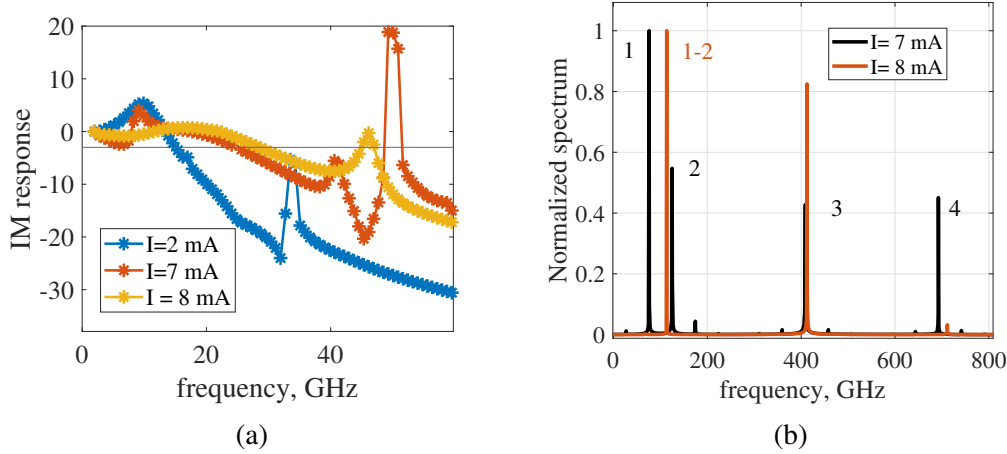 20
10
0
-10
-20
-30
IM response
I=2 mA
I=7 mA
I = 8 mA
0
20
40
frequency, GHz
(a)
1
0.8
0.6
0.4
0.2
0
Normalized spectrum
1
1-2
2
3
4
I= 7 mA
I= 8 mA
0
200
400
600
800
frequency, GHz
(b)